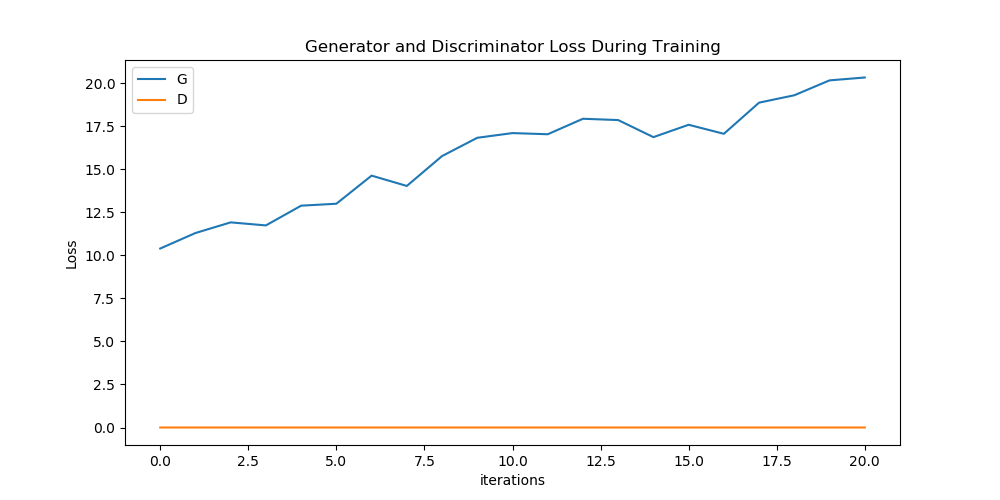 Generator and Discriminator Loss During Training
G
D
20.0
17.5
15.0
12.5
10.0
7.5
5.0
2.5
0.0
Loss
0.0 2.5 5.0 7.5 10.0 12.5 15.0 17.5 20.0
iterations